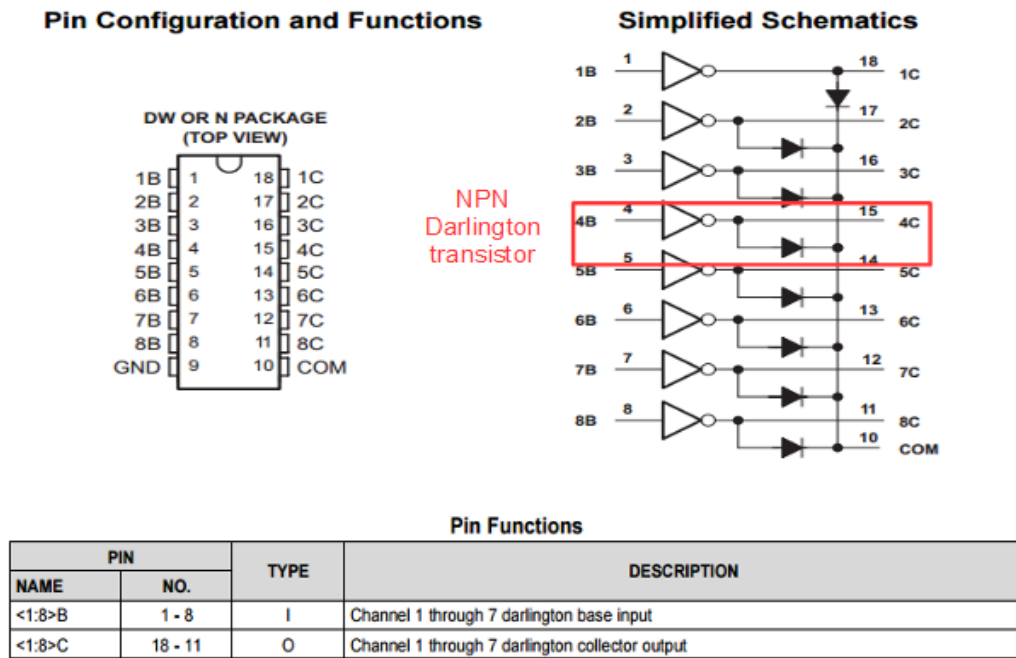 Pin Configuration and Functions
DW OR N PACKAGE
(TOP VIEW)
1B 1 18 1C
2B 2 17 2C
3B 3 16 3C
4B 4 15 4C
5B 5 14 5C
6B 6 13 6C
7B 7 12 7C
8B 8 11 8C
GND 9 10 COM
NPN
Darlington
transistor
Simplified Schematics
1B 1 18 1C
2B 2 17 2C
3B 3 16 3C
4B 4 15 4C
5B 5 14 5C
6B 6 13 6C
7B 7 12 7C
8B 8 11 8C
10 COM
Pin Functions
PIN TYPE DESCRIPTION
NAME NO.
<1:8>B 1 - 8 I Channel 1 through 7 darlington base input
<1:8>C 18 - 11 O Channel 1 through 7 darlington collector output